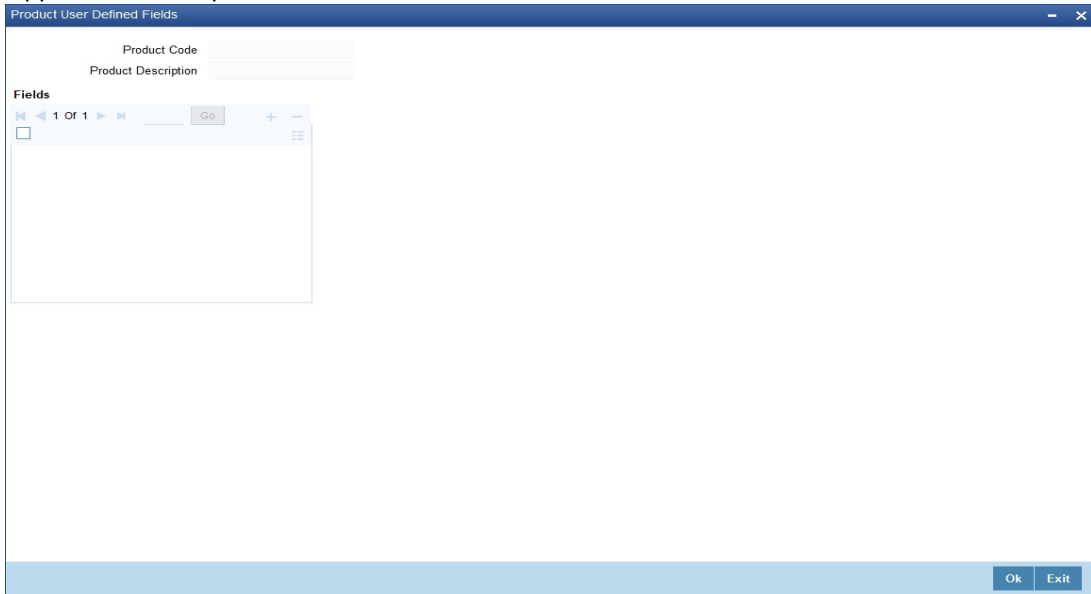 Product User Defined Fields
Product Code
Product Description
Fields
1 Of 1 Go
Ok Exit